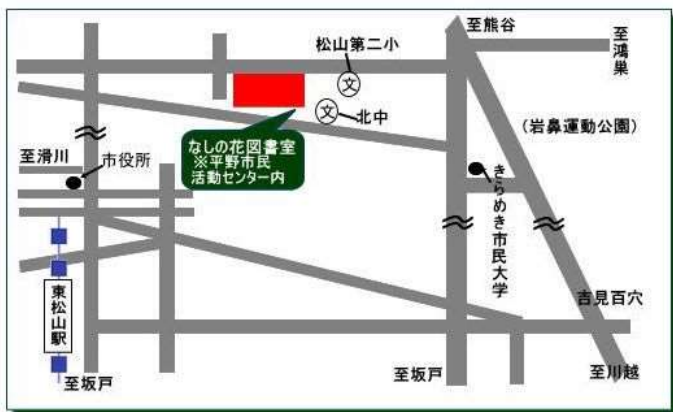 至熊谷
至鴻巣
松山第二小
文
文
北中
(岩鼻運動公園)
なしの花図書室
※平野市民
活動センター内
至滑川
市役所
きらめき市民大学
東松山駅
吉見百穴
至坂戸
至坂戸
至川越